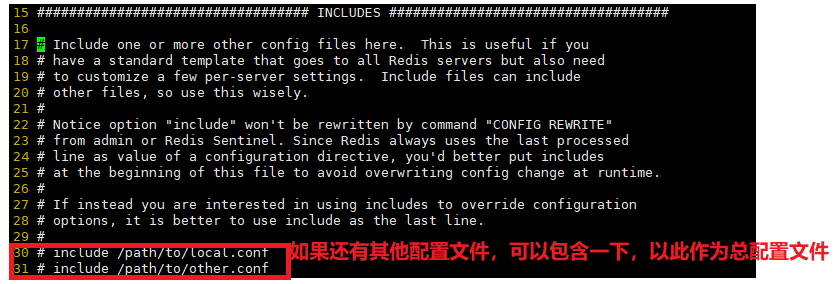 15 ################################ INCLUDES ###################################
16
17 # Include one or more other config files here.  This is useful if you
18 # have a standard template that goes to all Redis servers but also need
19 # to customize a few per-server settings.  Include files can include
20 # other files, so use this wisely.
21 #
22 # Notice option "include" won't be rewritten by command "CONFIG REWRITE"
23 # from admin or Redis Sentinel. Since Redis always uses the last processed
24 # line as value of a configuration directive, you'd better put includes
25 # at the beginning of this file to avoid overwriting config change at runtime.
26 #
27 # If instead you are interested in using includes to override configuration
28 # options, it is better to use include as the last line.
29 #
30 # include /path/to/local.conf 如果还有其他配置文件，可以包含一下，以此作为总配置文件
31 # include /path/to/other.conf